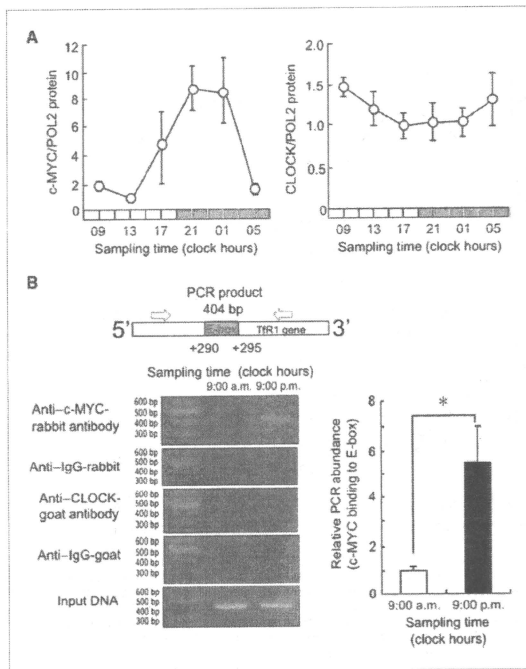 A
c-MYC/POL2 protein
12
10
8
6
4
2
0
09 13 17 21 01 05
Sampling time (clock hours)
CLOCK/POL2 protein
2.0
1.5
1.0
0.5
0
09 13 17 21 01 05
Sampling time (clock hours)
B
PCR product
404 bp
5' E-box TfR1 gene 3'
+290 +295
Sampling time (clock hours)
9:00 a.m. 9:00 p.m.
Anti–c-MYC-
rabbit antibody
600 bp
500 bp
400 bp
300 bp
Anti–IgG-rabbit
600 bp
500 bp
400 bp
300 bp
Anti–CLOCK-
goat antibody
600 bp
500 bp
400 bp
300 bp
Anti–IgG-goat
600 bp
500 bp
400 bp
300 bp
Input DNA
600 bp
500 bp
400 bp
300 bp
Relative PCR abundance
(c-MYC binding to E-box)
8
6
4
2
1
0
*
9:00 a.m. 9:00 p.m.
Sampling time
(clock hours)